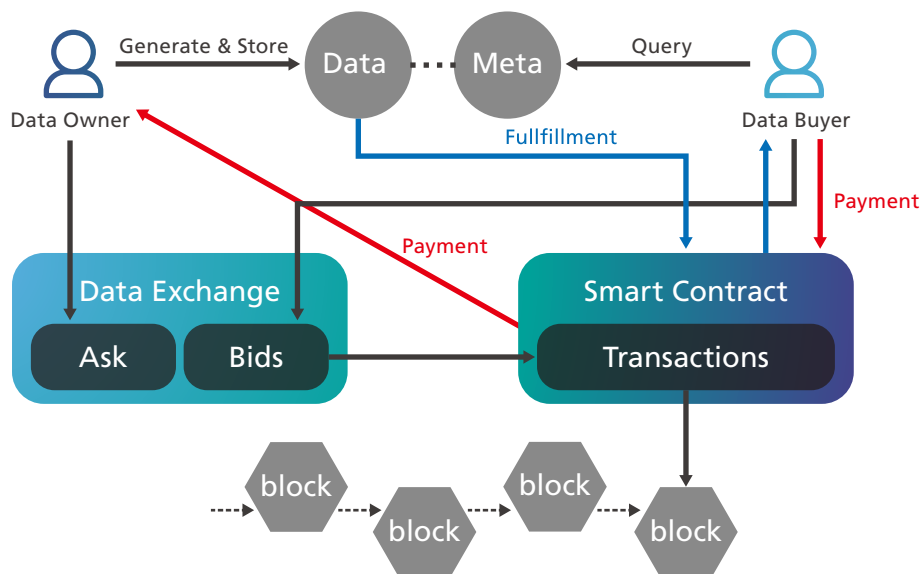 Generate & Store
Data
Meta
Query
Data Owner
Data Buyer
Fullfillment
Payment
Payment
Data Exchange
Smart Contract
Ask
Bids
Transactions
block
block
block
block